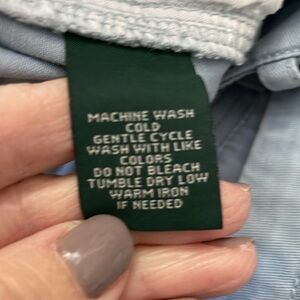 MACHINE WASH
COLD
GENTLE CYCLE
WASH WITH LIKE
COLORS
DO NOT BLEACH
TUMBLE DRY LOW
WARM IRON
IF NEEDED